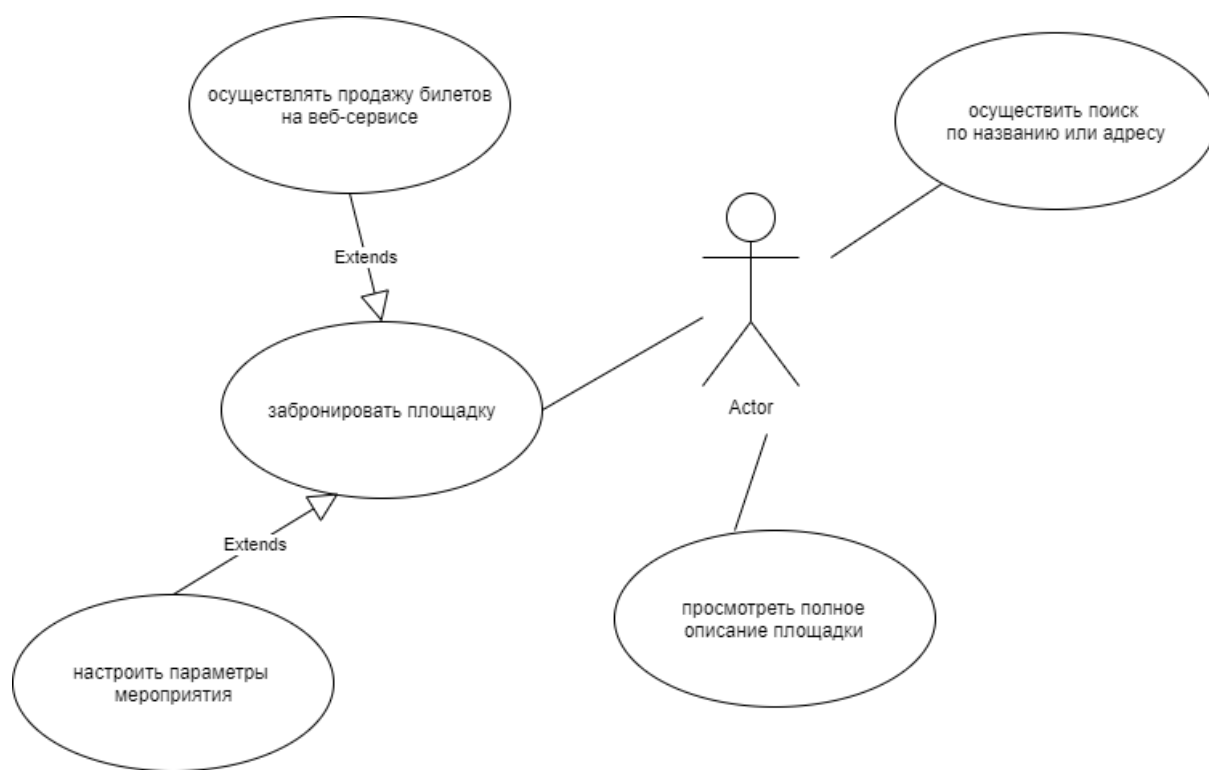 осуществлять продажу билетов
на веб-сервисе
осуществить поиск
по названию или адресу
Extends
забронировать площадку
Actor
Extends
просмотреть полное
описание площадки
настроить параметры
мероприятия